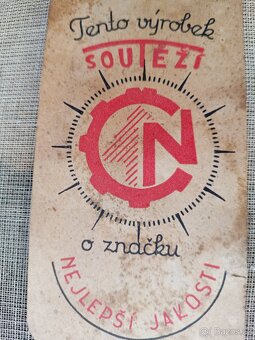 Tento výrobek
SOUTĚŽÍ
N
o značku
NEJLEPŠÍ JAKOSTI